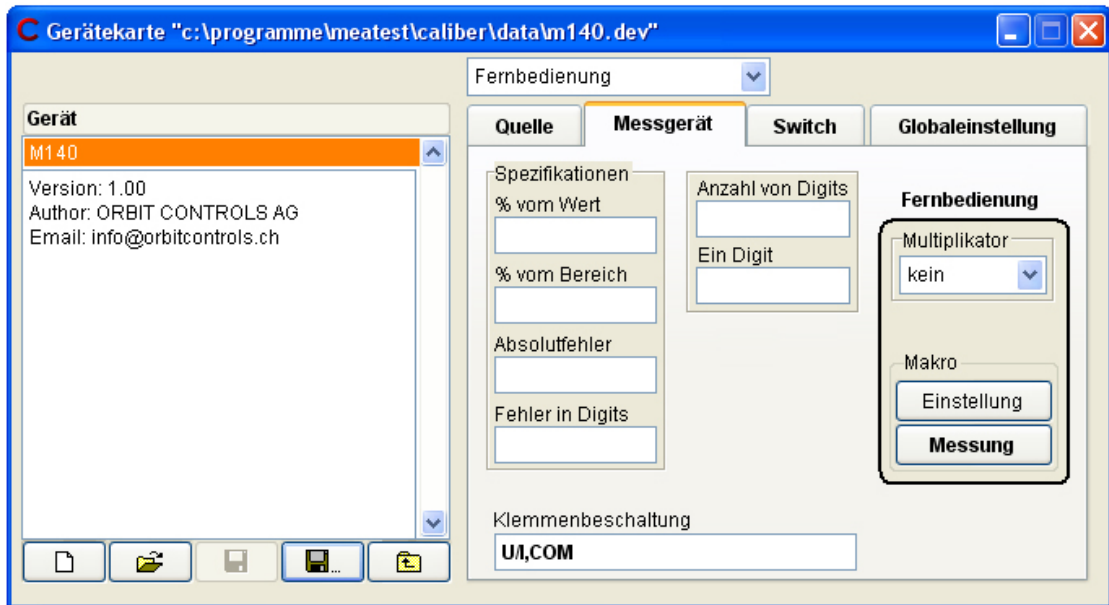 Gerätekarte "c:\programme\meatest\caliber\data\m140.dev"
Fernbedienung
Gerät
M140
Version: 1.00
Author: ORBIT CONTROLS AG
Email: info@orbitcontrols.ch
Quelle
Messgerät
Switch
Globaleinstellung
Spezifikationen
% vom Wert
% vom Bereich
Absolutfehler
Fehler in Digits
Anzahl von Digits
Ein Digit
Fernbedienung
Multiplikator
kein
Makro
Einstellung
Messung
Klemmenbeschaltung
U/I,COM
...